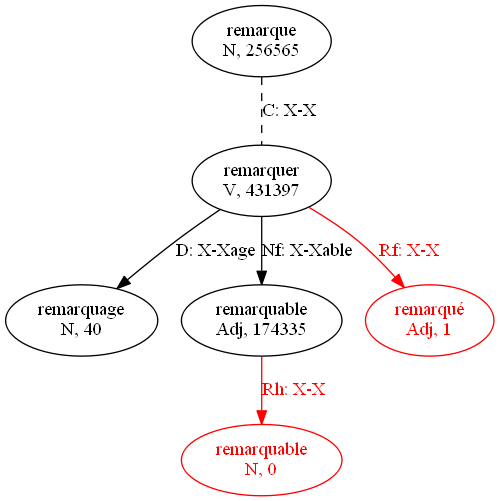 remarque
N, 256565
C: X-X
remarquer
V, 431397
D: X-Xage
Nf: X-Xable
Rf: X-X
remarquage
N, 40
remarquable
Adj, 174335
remarqué
Adj, 1
Rh: X-X
remarquable
N, 0